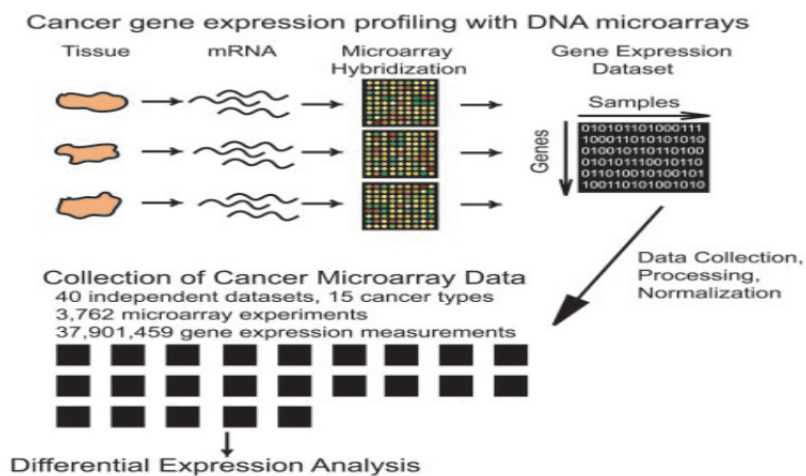 Cancer gene expression profiling with DNA microarrays
Tissue
mRNA
Microarray
Hybridization
Gene Expression
Dataset
Samples
Genes
010101101000111
100011010101010
010010110110100
010101110010110
011010010100101
100110101001010
Data Collection,
Processing,
Normalization
Collection of Cancer Microarray Data
40 independent datasets, 15 cancer types
3,762 microarray experiments
37,901,459 gene expression measurements
Differential Expression Analysis